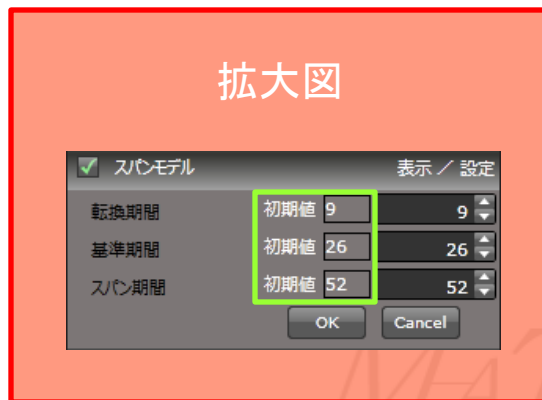 拡大図
スパンモデル 表示 / 設定
転換期間 初期値 9 9
基準期間 初期値 26 26
スパン期間 初期値 52 52
OK Cancel